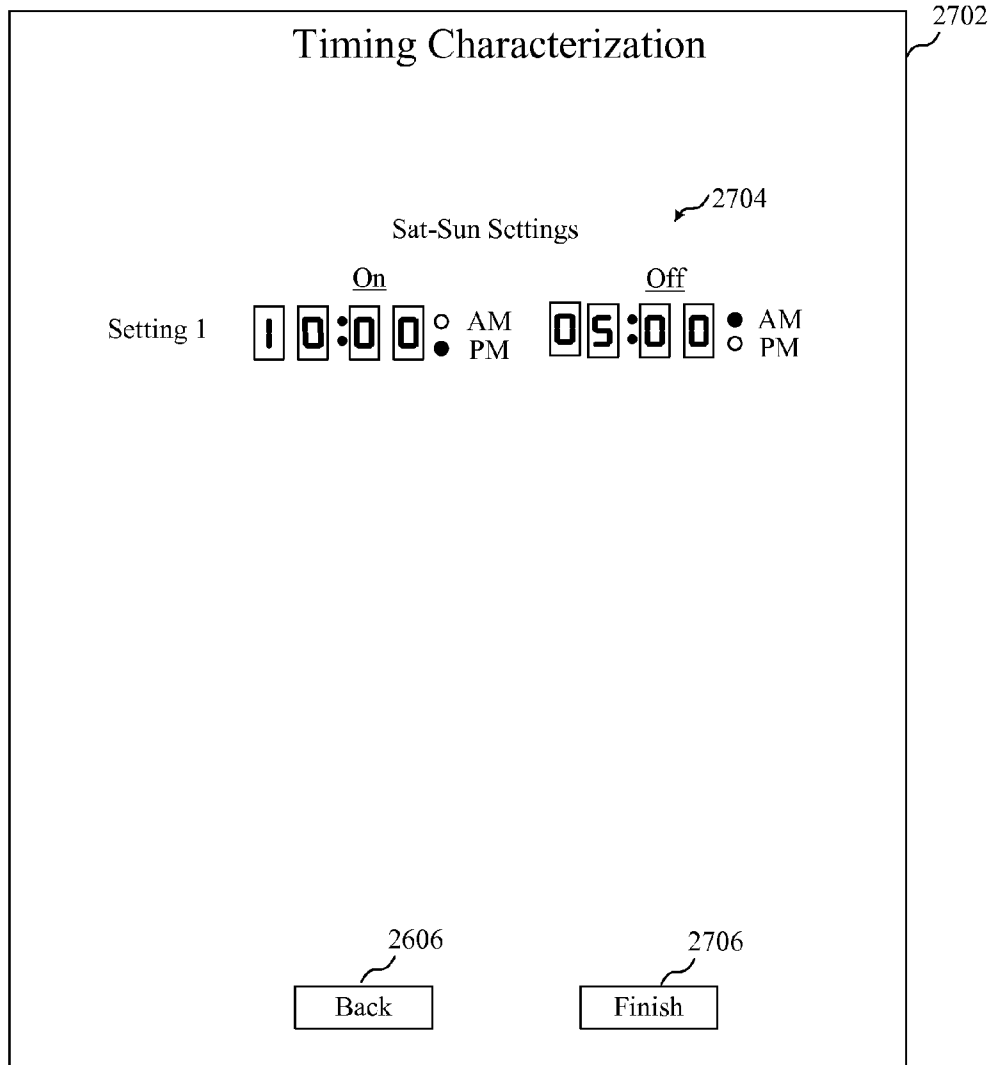 2702
Timing Characterization
2704
Sat-Sun Settings
On Off
Setting 1 10:00 AM 05:00 AM
PM PM
2606 2706
Back Finish